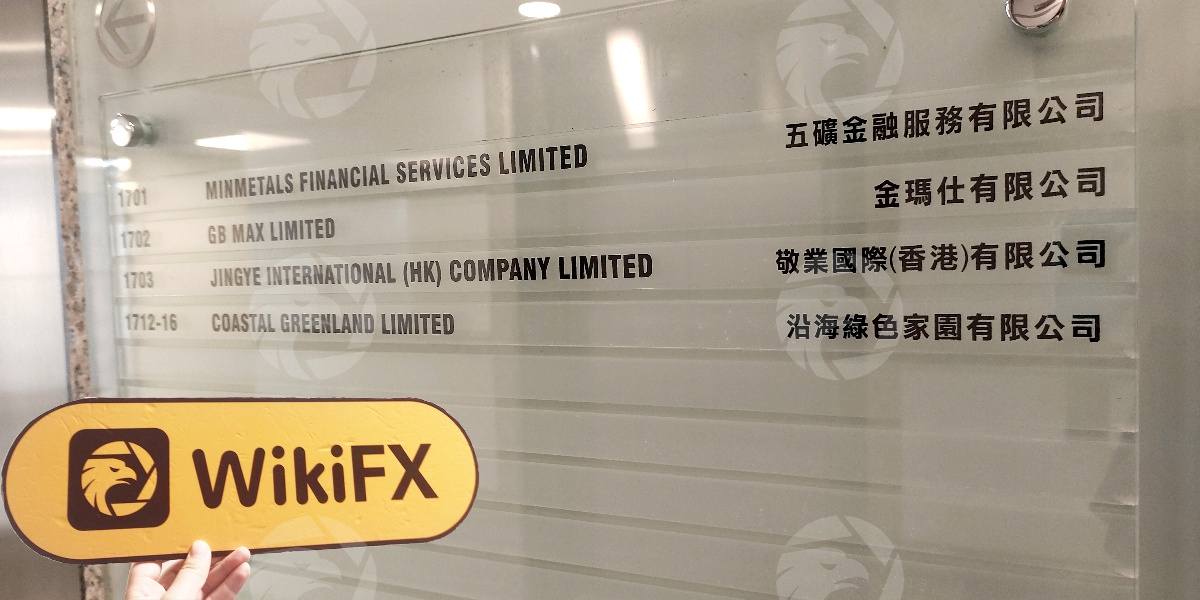 1701 MINMETALS FINANCIAL SERVICES LIMITED 五礦金融服務有限公司
1702 GB MAX LIMITED 金瑪仕有限公司
1703 JINGYE INTERNATIONAL (HK) COMPANY LIMITED 敬業國際(香港)有限公司
1712-16 COASTAL GREENLAND LIMITED 沿海綠色家園有限公司
WikiFX